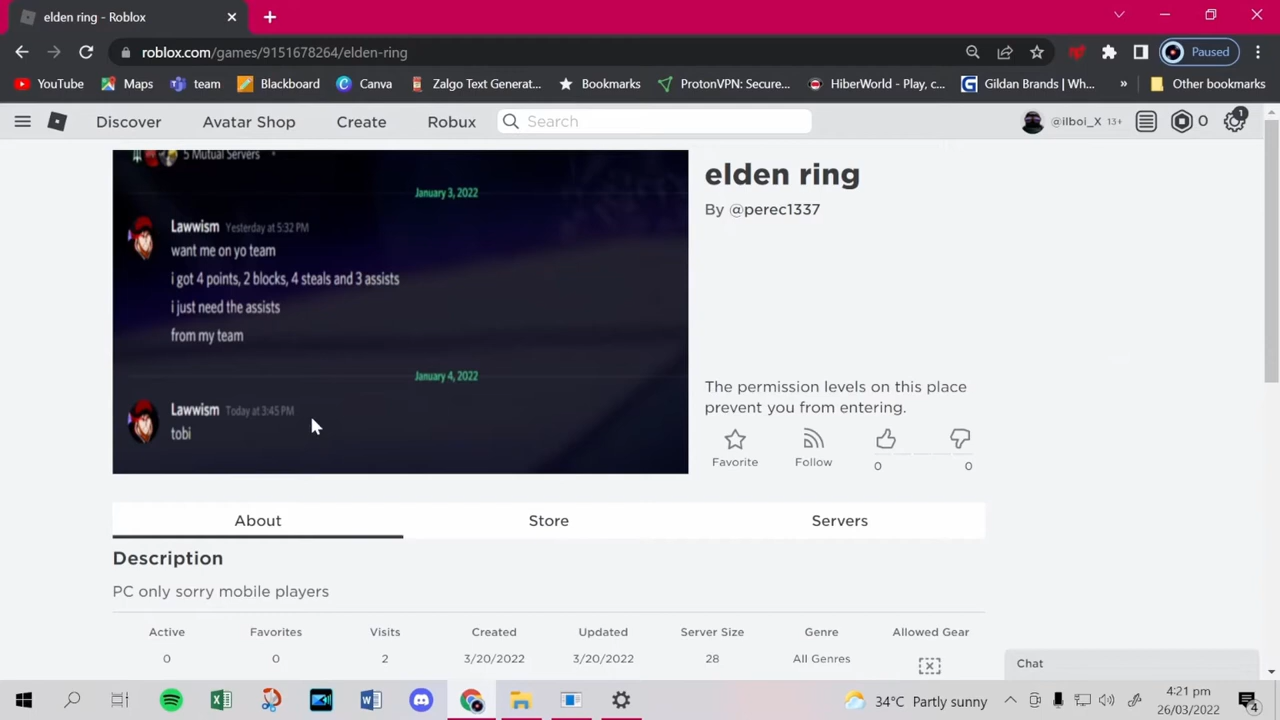 elden ring - Roblox
roblox.com/games/9151678264/elden-ring
Paused
YouTube Maps team Blackboard Canva Zalgo Text Generat... Bookmarks ProtonVPN: Secure... HiberWorld - Play, c... Gildan Brands | Wh... » Other bookmarks
Discover Avatar Shop Create Robux Search @ilboi_X 13+ 0 1
5 Mutual Servers
January 3, 2022
Lawwism Yesterday at 5:32 PM
want me on yo team
i got 4 points, 2 blocks, 4 steals and 3 assists
i just need the assists
from my team
January 4, 2022
Lawwism Today at 3:45 PM
tobi
elden ring
By @perec1337
The permission levels on this place
prevent you from entering.
Favorite Follow 0 0
About Store Servers
Description
PC only sorry mobile players
Active Favorites Visits Created Updated Server Size Genre Allowed Gear
0 0 2 3/20/2022 3/20/2022 28 All Genres
Chat
34°C Partly sunny
4:21 pm
26/03/2022
4